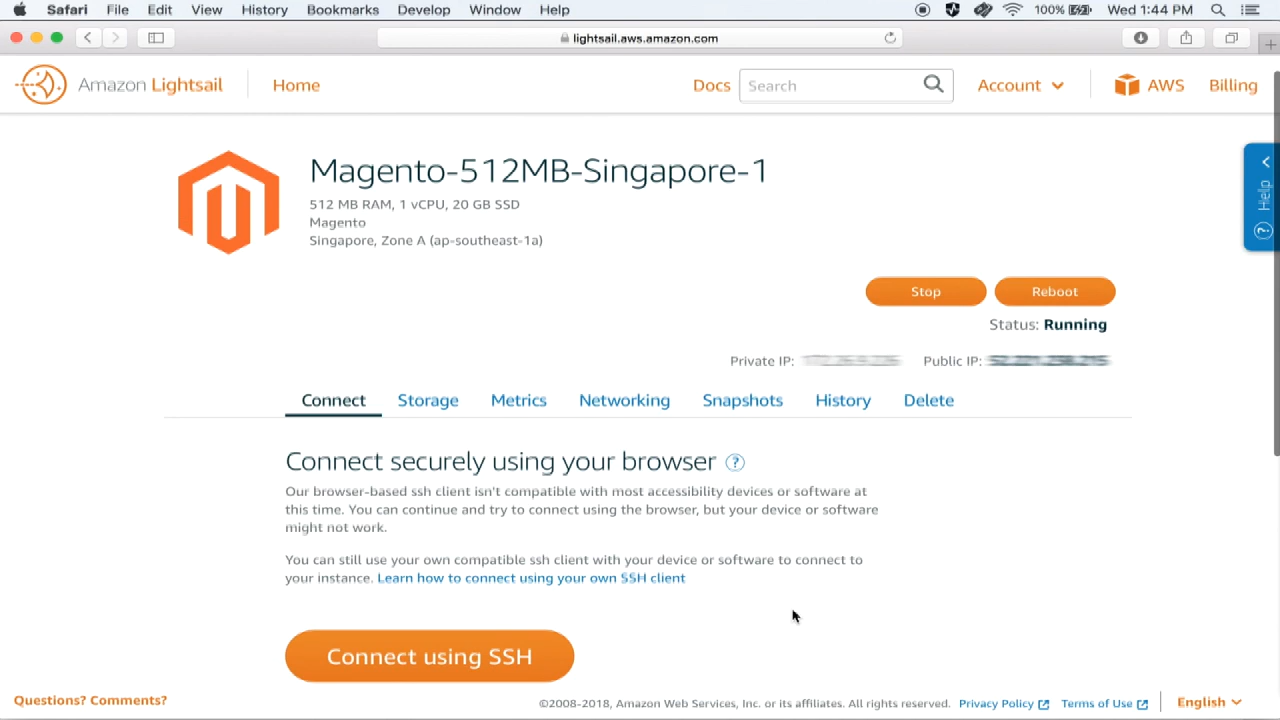 Safari File Edit View History Bookmarks Develop Window Help 100% Wed 1:44 PM
lightsail.aws.amazon.com
Amazon Lightsail Home Docs Search Account AWS Billing
Help
Magento-512MB-Singapore-1
512 MB RAM, 1 vCPU, 20 GB SSD
Magento
Singapore, Zone A (ap-southeast-1a)
Stop Reboot
Status: Running
Private IP: Public IP:
Connect Storage Metrics Networking Snapshots History Delete
Connect securely using your browser ?
Our browser-based ssh client isn't compatible with most accessibility devices or software at
this time. You can continue and try to connect using the browser, but your device or software
might not work.
You can still use your own compatible ssh client with your device or software to connect to
your instance. Learn how to connect using your own SSH client
Connect using SSH
Questions? Comments? ©2008-2018, Amazon Web Services, Inc. or its affiliates. All rights reserved. Privacy Policy Terms of Use English